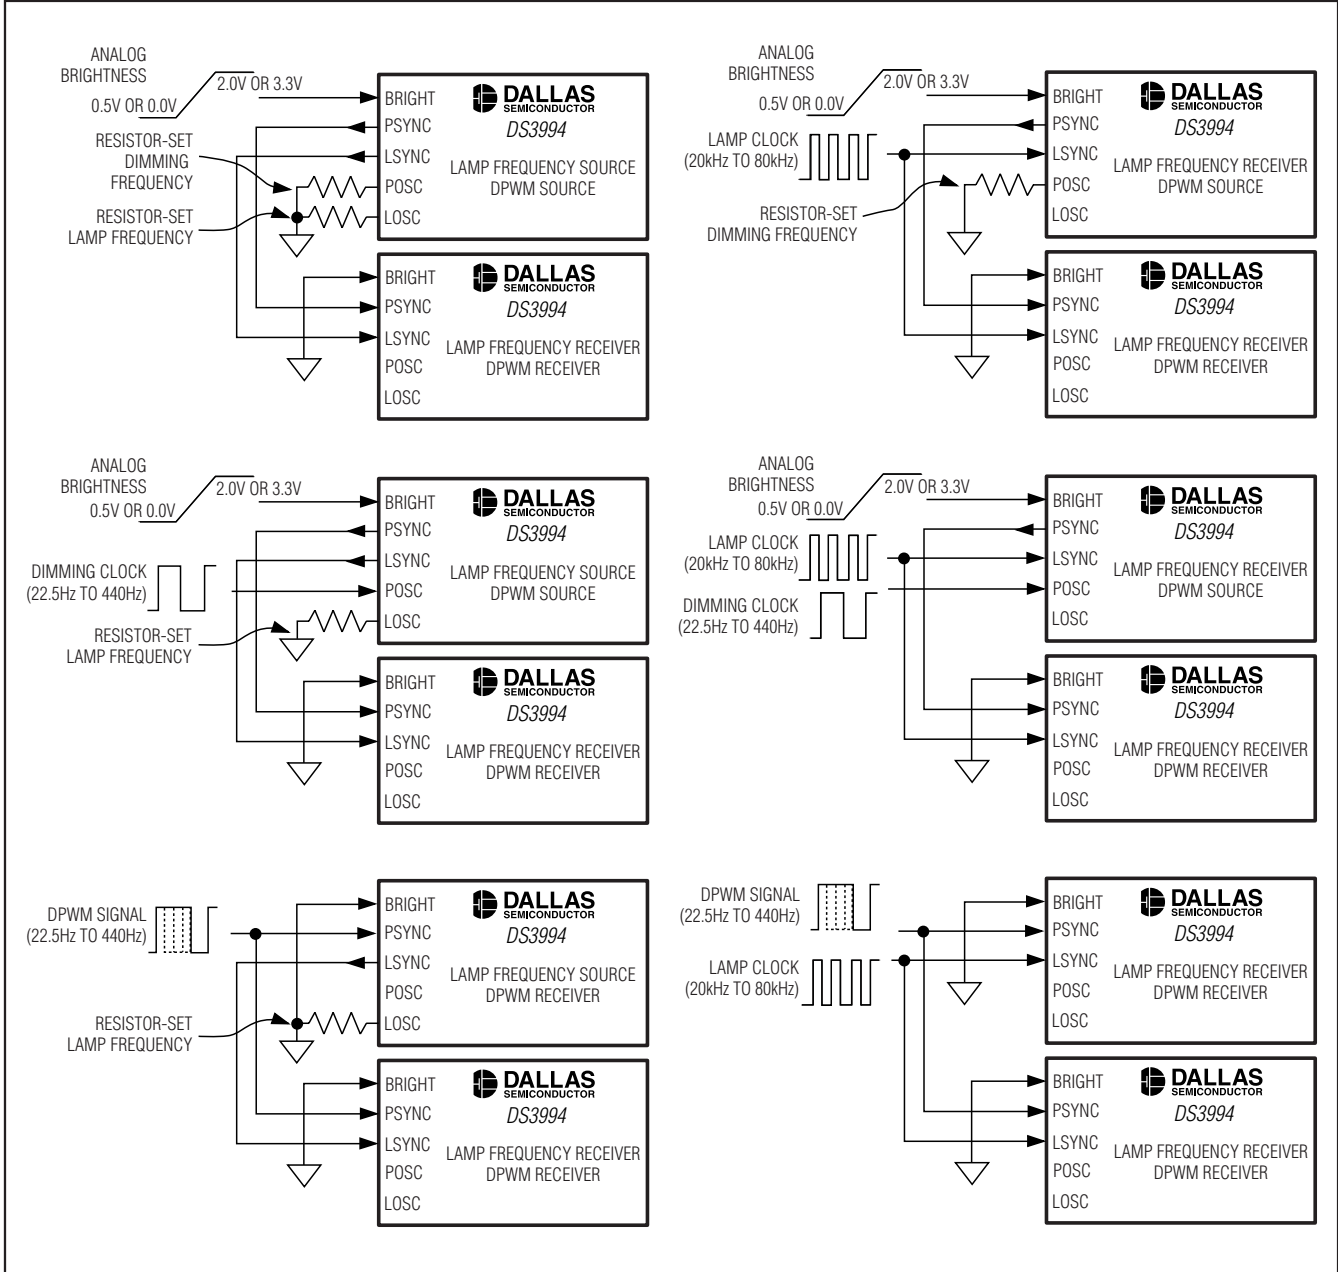 ANALOG
BRIGHTNESS
0.5V OR 0.0V
2.0V OR 3.3V
RESISTOR-SET
DIMMING
FREQUENCY
RESISTOR-SET
LAMP FREQUENCY
BRIGHT
PSYNC
LSYNC
POSC
LOSC
DALLAS
SEMICONDUCTOR
DS3994
LAMP FREQUENCY SOURCE
DPWM SOURCE
BRIGHT
PSYNC
LSYNC
POSC
LOSC
DALLAS
SEMICONDUCTOR
DS3994
LAMP FREQUENCY RECEIVER
DPWM RECEIVER
ANALOG
BRIGHTNESS
0.5V OR 0.0V
2.0V OR 3.3V
LAMP CLOCK
(20kHz TO 80kHz)
RESISTOR-SET
DIMMING FREQUENCY
BRIGHT
PSYNC
LSYNC
POSC
LOSC
DALLAS
SEMICONDUCTOR
DS3994
LAMP FREQUENCY RECEIVER
DPWM SOURCE
BRIGHT
PSYNC
LSYNC
POSC
LOSC
DALLAS
SEMICONDUCTOR
DS3994
LAMP FREQUENCY RECEIVER
DPWM RECEIVER
ANALOG
BRIGHTNESS
0.5V OR 0.0V
2.0V OR 3.3V
DIMMING CLOCK
(22.5Hz TO 440Hz)
RESISTOR-SET
LAMP FREQUENCY
BRIGHT
PSYNC
LSYNC
POSC
LOSC
DALLAS
SEMICONDUCTOR
DS3994
LAMP FREQUENCY SOURCE
DPWM SOURCE
BRIGHT
PSYNC
LSYNC
POSC
LOSC
DALLAS
SEMICONDUCTOR
DS3994
LAMP FREQUENCY RECEIVER
DPWM RECEIVER
ANALOG
BRIGHTNESS
0.5V OR 0.0V
2.0V OR 3.3V
LAMP CLOCK
(20kHz TO 80kHz)
DIMMING CLOCK
(22.5Hz TO 440Hz)
BRIGHT
PSYNC
LSYNC
POSC
LOSC
DALLAS
SEMICONDUCTOR
DS3994
LAMP FREQUENCY RECEIVER
DPWM SOURCE
BRIGHT
PSYNC
LSYNC
POSC
LOSC
DALLAS
SEMICONDUCTOR
DS3994
LAMP FREQUENCY RECEIVER
DPWM RECEIVER
DPWM SIGNAL
(22.5Hz TO 440Hz)
RESISTOR-SET
LAMP FREQUENCY
BRIGHT
PSYNC
LSYNC
POSC
LOSC
DALLAS
SEMICONDUCTOR
DS3994
LAMP FREQUENCY SOURCE
DPWM RECEIVER
BRIGHT
PSYNC
LSYNC
POSC
LOSC
DALLAS
SEMICONDUCTOR
DS3994
LAMP FREQUENCY RECEIVER
DPWM RECEIVER
DPWM SIGNAL
(22.5Hz TO 440Hz)
LAMP CLOCK
(20kHz TO 80kHz)
BRIGHT
PSYNC
LSYNC
POSC
LOSC
DALLAS
SEMICONDUCTOR
DS3994
LAMP FREQUENCY RECEIVER
DPWM RECEIVER
BRIGHT
PSYNC
LSYNC
POSC
LOSC
DALLAS
SEMICONDUCTOR
DS3994
LAMP FREQUENCY RECEIVER
DPWM RECEIVER